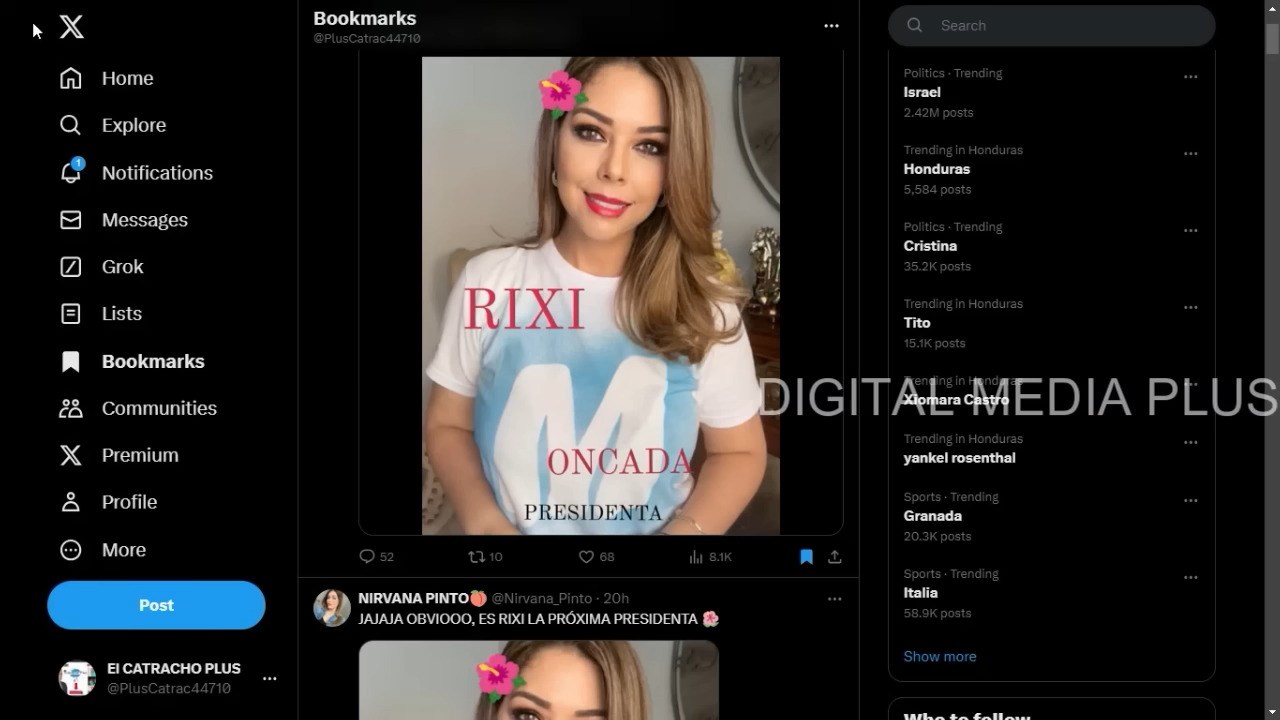 Home
Explore
1
Notifications
Messages
Grok
Lists
Bookmarks
Communities
Premium
Profile
More
Post
El CATRACHO PLUS
@PlusCatrac44710
Bookmarks
@PlusCatrac44710
RIXI
M
ONCADA
PRESIDENTA
52
10
68
8.1K
NIRVANA PINTO🍑 @Nirvana_Pinto · 20h
JAJAJA OBVIOOO, ES RIXI LA PRÓXIMA PRESIDENTA 🌺
Search
Politics · Trending
Israel
2.42M posts
Trending in Honduras
Honduras
5,584 posts
Politics · Trending
Cristina
35.2K posts
Trending in Honduras
Tito
15.1K posts
Trending in Honduras
Xiomara Castro
DIGITAL MEDIA PLUS
Trending in Honduras
yankel rosenthal
Sports · Trending
Granada
20.3K posts
Sports · Trending
Italia
58.9K posts
Show more
Who to follow